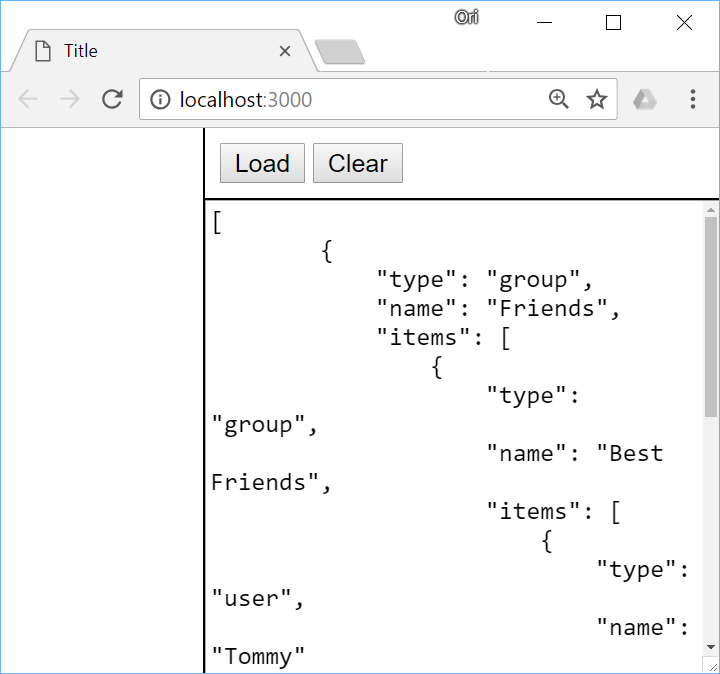 Ori
Title
localhost:3000
Load Clear
[
{
"type": "group",
"name": "Friends",
"items": [
{
"type":
"group",
"name": "Best
Friends",
"items": [
{
"type":
"user",
"name":
"Tommy"